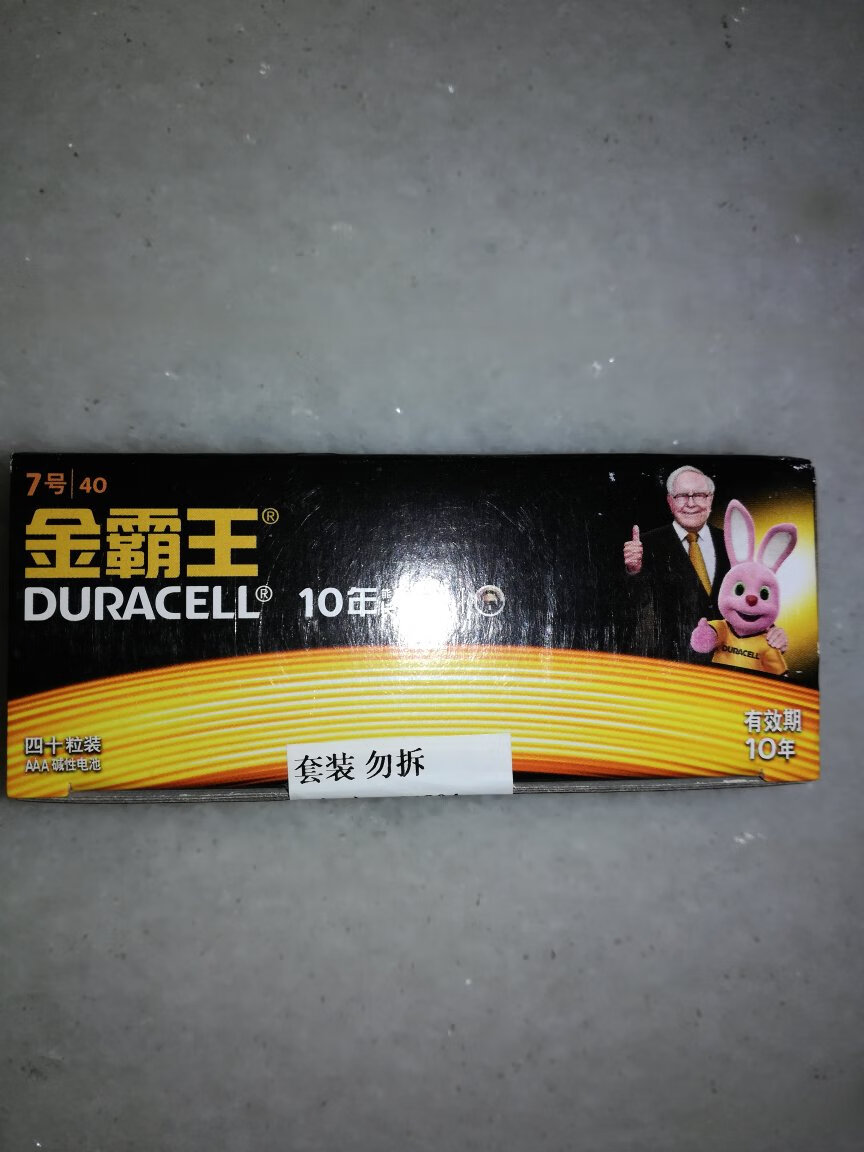 7号 40
金霸王®
DURACELL®
10年
DURACELL
有效期
10年
四十粒装
AAA 碱性电池
套装 勿拆